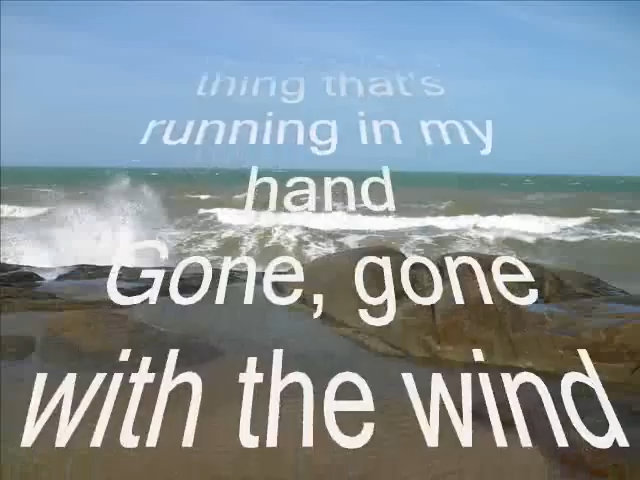 thing that's
running in my
hand
Gone, gone
with the wind